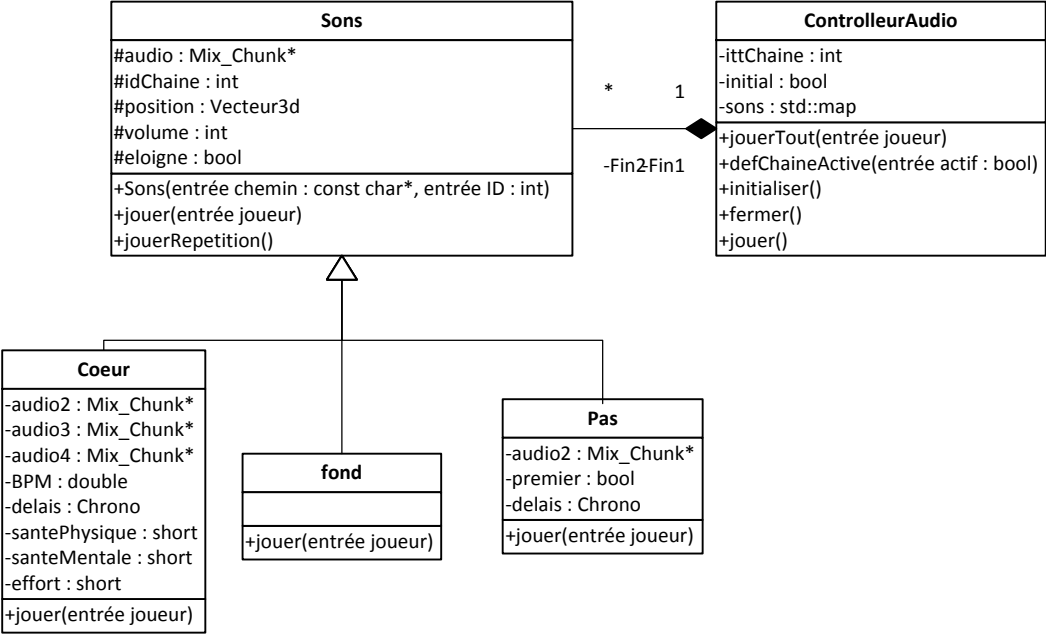 Sons
#audio : Mix_Chunk*
#idChaine : int
#position : Vecteur3d
#volume : int
#eloigne : bool
+Sons(entrée chemin : const char*, entrée ID : int)
+jouer(entrée joueur)
+jouerRepetition()
*
1
-Fin2
-Fin1
ControlleurAudio
-ittChaine : int
-initial : bool
-sons : std::map
+jouerTout(entrée joueur)
+defChaineActive(entrée actif : bool)
+initialiser()
+fermer()
+jouer()
Coeur
-audio2 : Mix_Chunk*
-audio3 : Mix_Chunk*
-audio4 : Mix_Chunk*
-BPM : double
-delais : Chrono
-santePhysique : short
-santeMentale : short
-effort : short
+jouer(entrée joueur)
fond
+jouer(entrée joueur)
Pas
-audio2 : Mix_Chunk*
-premier : bool
-delais : Chrono
+jouer(entrée joueur)